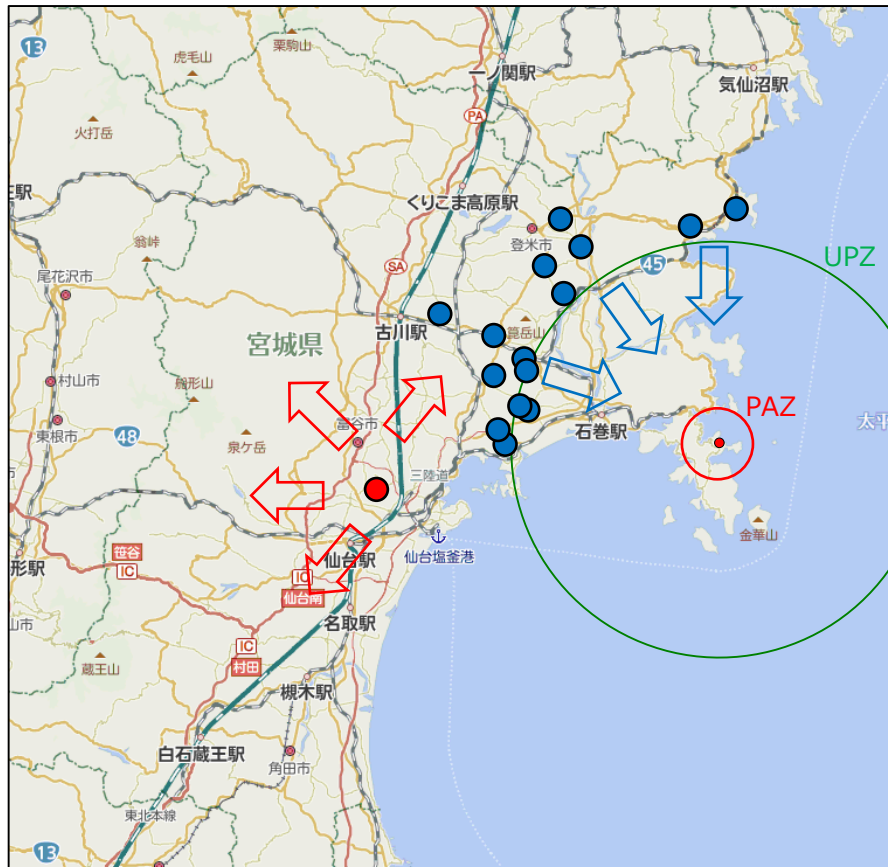 13
虎毛山
栗駒山
一ノ関駅
気仙沼駅
PA
火打岳
くりこま高原駅
翁峠
登米市
SA
45
UPZ
尾花沢市
古川駅
箆岳山
宮城県
村山市
船形山
PAZ
富谷市
石巻駅
東根市
48
泉ケ岳
三陸道
金華山
仙台駅
仙台塩釜港
笹谷
IC
形駅
IC
仙台南
名取駅
山市
IC
村田
蔵王山
槻木駅
白石蔵王駅
角田市
東北本線
13